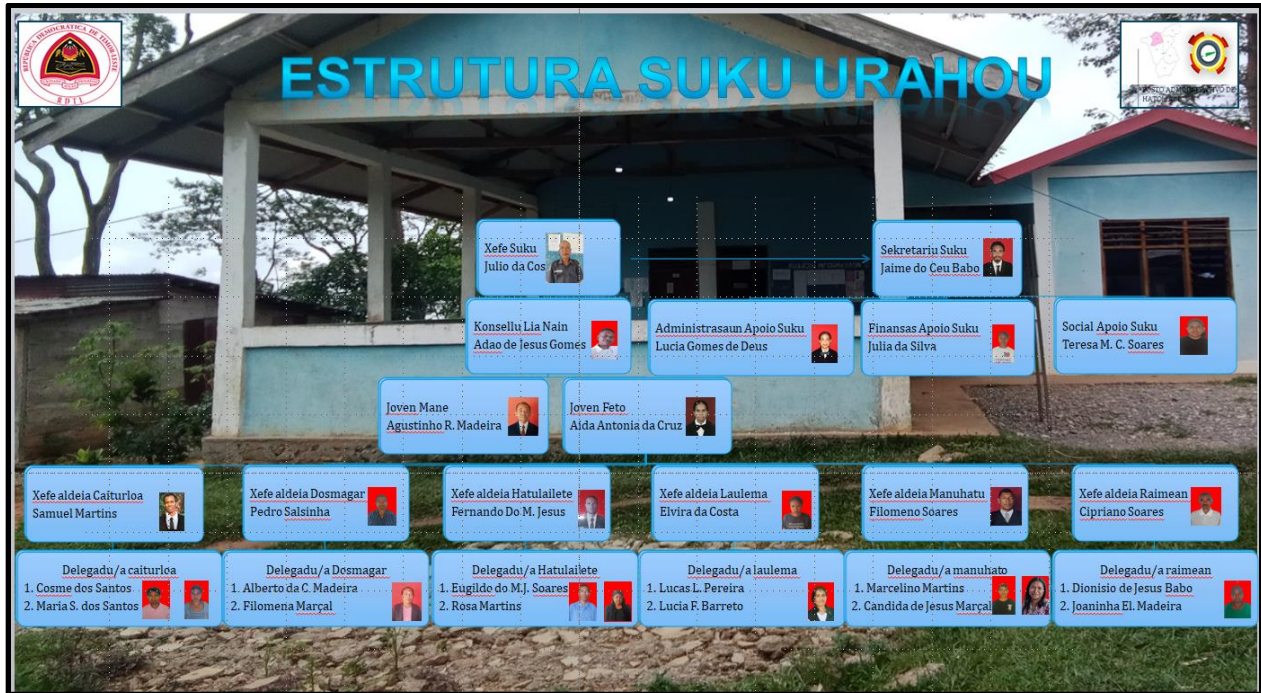 REPÚBLICA DEMOCRÁTICA DE TIMOR-LESTE
RDTL
ESTRUTURA SUKU URAHOU
POSTO ADMINISTRATIVO DE
Xefe Suku
Julio da Cos
Sekretariu Suku
Jaime do Ceu Babo
Konsellu Lia Nain
Adao de Jesus Gomes
Administrasaun Apoio Suku
Lucia Gomes de Deus
Finansas Apoio Suku
Julia da Silva
Social Apoio Suku
Teresa M. C. Soares
Joven Mane
Agustinho R. Madeira
Joven Feto
Aida Antonia da Cruz
Xefe aldeia Caiturloa
Samuel Martins
Xefe aldeia Dosmagar
Pedro Salsinha
Xefe aldeia Hatulailete
Fernando Do M. Jesus
Xefe aldeia Laulema
Elvira da Costa
Xefe aldeia Manuhatu
Filomeno Soares
Xefe aldeia Raimean
Cipriano Soares
Delegadu/a caiturloa
1. Cosme dos Santos
2. Maria S. dos Santos
Delegadu/a Dosmagar
1. Alberto da C. Madeira
2. Filomena Marçal
Delegadu/a Hatulailete
1. Eugildo do M.J. Soares
2. Rosa Martins
Delegadu/a laulema
1. Lucas L. Pereira
2. Lucia F. Barreto
Delegadu/a manuhato
1. Marcelino Martins
2. Candida de Jesus Marçal
Delegadu/a raimean
1. Dionisio de Jesus Babo
2. Joaninha El. Madeira